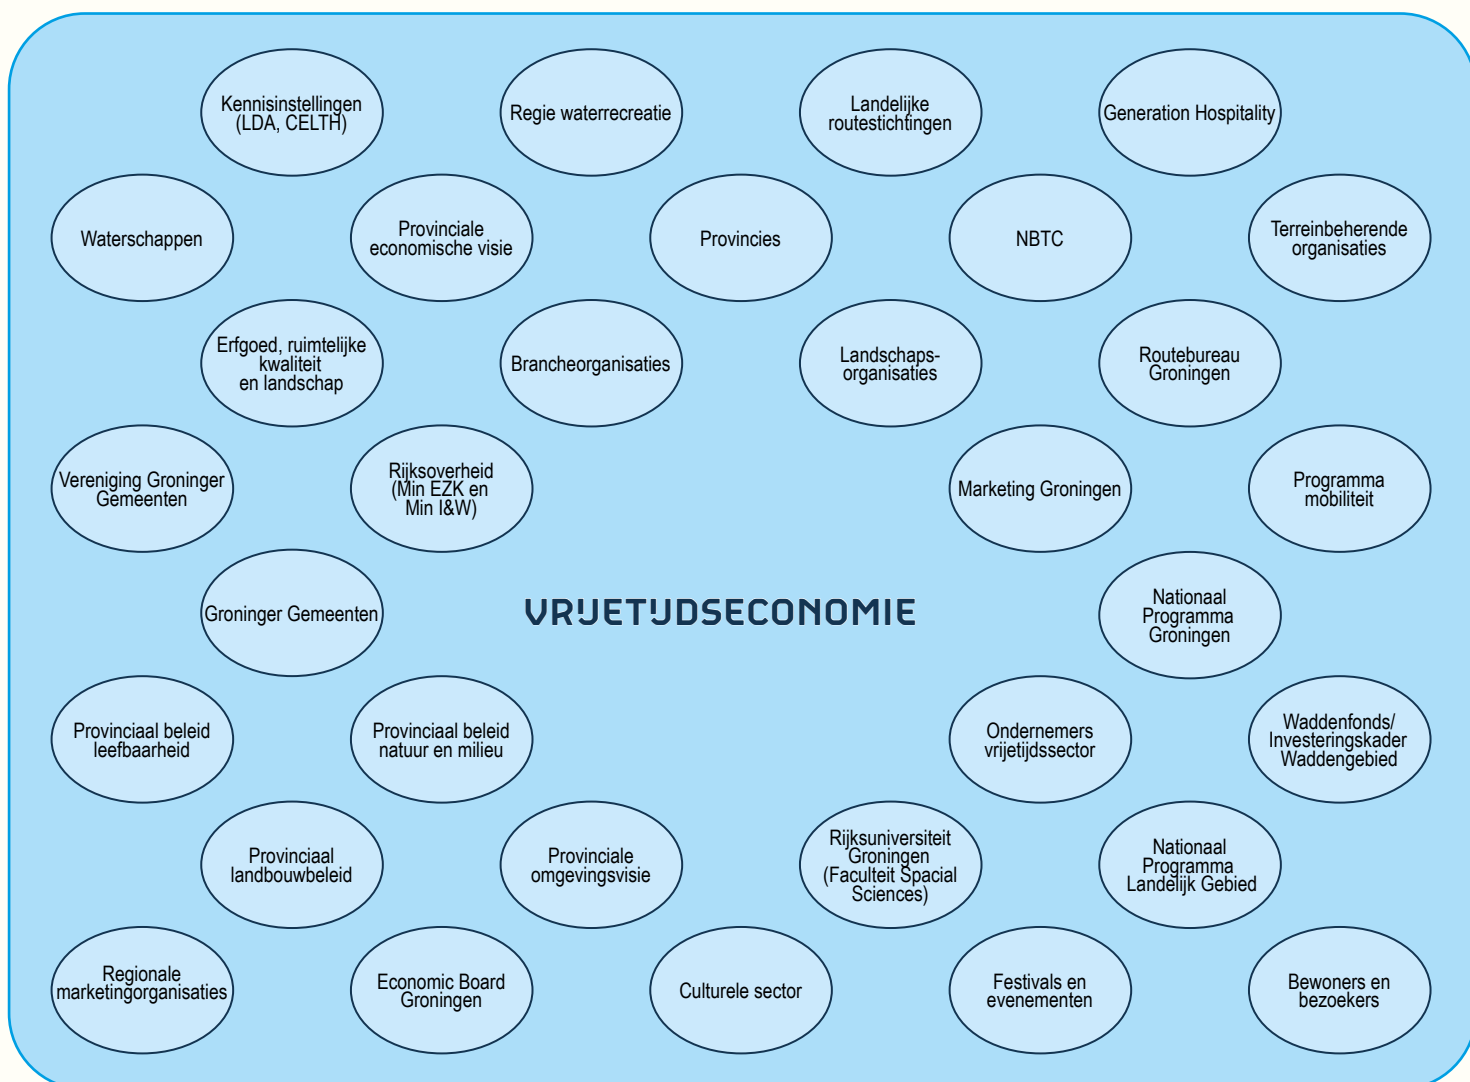 Kennisinstellingen
(LDA, CELTH)
Regie waterrecreatie
Landelijke
routestichtingen
Generation Hospitality
Waterschappen
Provinciale
economische visie
Provincies
NBTC
Terreinbeherende
organisaties
Erfgoed, ruimtelijke
kwaliteit
en landschap
Brancheorganisaties
Landschaps-
organisaties
Routebureau
Groningen
Vereniging Groninger
Gemeenten
Rijksoverheid
(Min EZK en
Min I&W)
Marketing Groningen
Programma
mobiliteit
Groninger Gemeenten
VRIJETIJDSECONOMIE
Nationaal
Programma
Groningen
Provinciaal beleid
leefbaarheid
Provinciaal beleid
natuur en milieu
Ondernemers
vrijetijdssector
Waddenfonds/
Investeringskader
Waddengebied
Provinciaal
landbouwbeleid
Provinciale
omgevingsvisie
Rijksuniversiteit
Groningen
(Faculteit Spacial
Sciences)
Nationaal
Programma
Landelijk Gebied
Regionale
marketingorganisaties
Economic Board
Groningen
Culturele sector
Festivals en
evenementen
Bewoners en
bezoekers